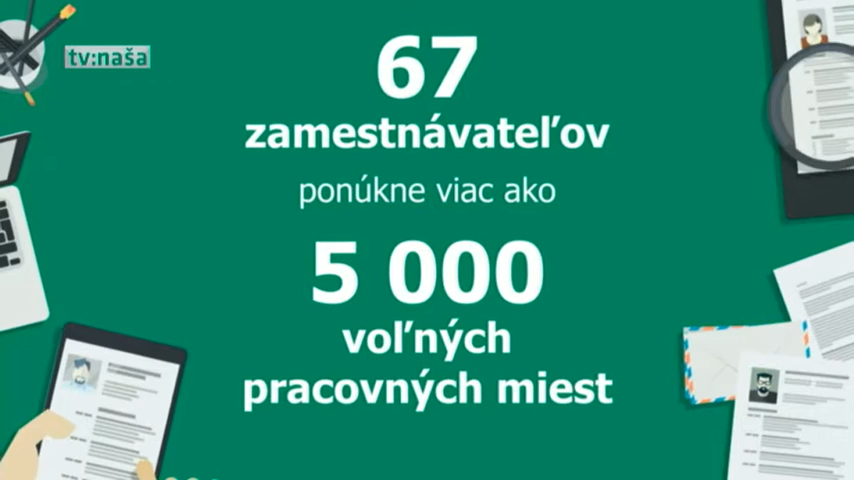 tv:naša
67
zamestnávateľov
ponúkne viac ako
5 000
voľných
pracovných miest